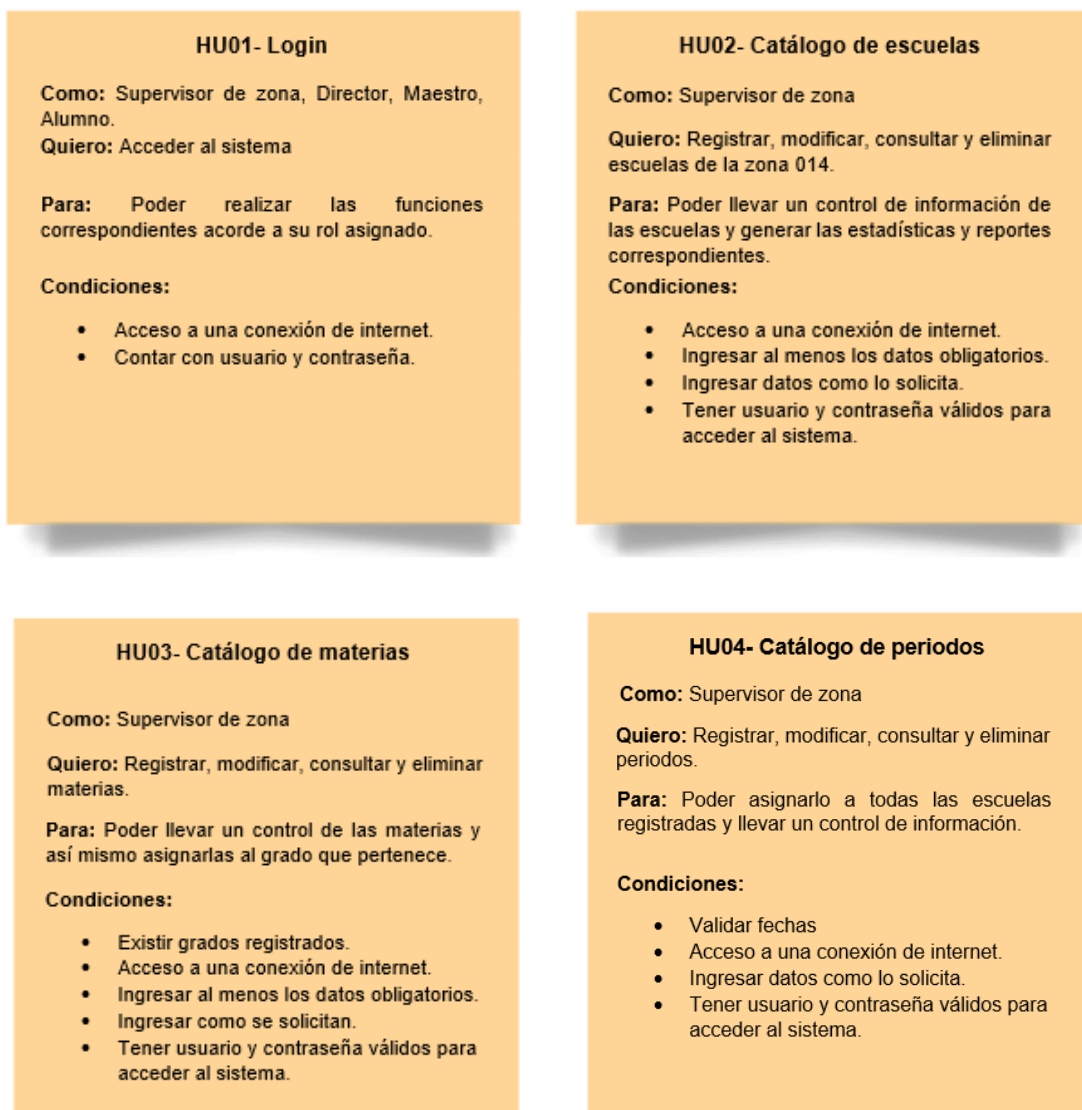 HU01- Login
Como: Supervisor de zona, Director, Maestro,
Alumno.
Quiero: Acceder al sistema
Para: Poder realizar las funciones
correspondientes acorde a su rol asignado.
Condiciones:
• Acceso a una conexión de internet.
• Contar con usuario y contraseña.
HU02- Catálogo de escuelas
Como: Supervisor de zona
Quiero: Registrar, modificar, consultar y eliminar
escuelas de la zona 014.
Para: Poder llevar un control de información de
las escuelas y generar las estadísticas y reportes
correspondientes.
Condiciones:
• Acceso a una conexión de internet.
• Ingresar al menos los datos obligatorios.
• Ingresar datos como lo solicita.
• Tener usuario y contraseña válidos para
acceder al sistema.
HU03- Catálogo de materias
Como: Supervisor de zona
Quiero: Registrar, modificar, consultar y eliminar
materias.
Para: Poder llevar un control de las materias y
así mismo asignarlas al grado que pertenece.
Condiciones:
• Existir grados registrados.
• Acceso a una conexión de internet.
• Ingresar al menos los datos obligatorios.
• Ingresar como se solicitan.
• Tener usuario y contraseña válidos para
acceder al sistema.
HU04- Catálogo de periodos
Como: Supervisor de zona
Quiero: Registrar, modificar, consultar y eliminar
periodos.
Para: Poder asignarlo a todas las escuelas
registradas y llevar un control de información.
Condiciones:
• Validar fechas
• Acceso a una conexión de internet.
• Ingresar datos como lo solicita.
• Tener usuario y contraseña válidos para
acceder al sistema.